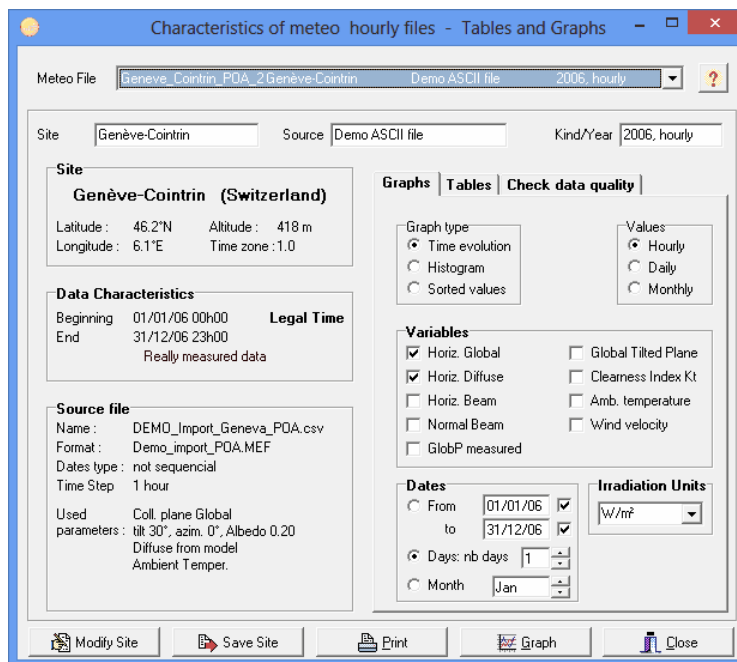 Characteristics of meteo hourly files - Tables and Graphs
Meteo File Geneve_Cointrin_POA_2Genève-Cointrin Demo ASCII file 2006, hourly
?
Site Genève-Cointrin Source Demo ASCII file Kind/Year 2006, hourly
Site
Genève-Cointrin (Switzerland)
Latitude : 46.2°N Altitude : 418 m
Longitude : 6.1°E Time zone :1.0
Data Characteristics
Beginning 01/01/06 00h00 Legal Time
End 31/12/06 23h00
Really measured data
Source file
Name : DEMO_Import_Geneva_POA.csv
Format : Demo_import_POA.MEF
Dates type : not sequencial
Time Step 1 hour
Used Coll. plane Global
parameters : tilt 30°, azim. 0°, Albedo 0.20
Diffuse from model
Ambient Temper.
Graphs Tables Check data quality
Graph type
Time evolution
Histogram
Sorted values
Values
Hourly
Daily
Monthly
Variables
Horiz. Global Global Tilted Plane
Horiz. Diffuse Clearness Index Kt
Horiz. Beam Amb. temperature
Normal Beam Wind velocity
GlobP measured
Dates
From 01/01/06
to 31/12/06
Days: nb days 1
Month Jan
Irradiation Units
W/m²
Modify Site Save Site Print Graph Close